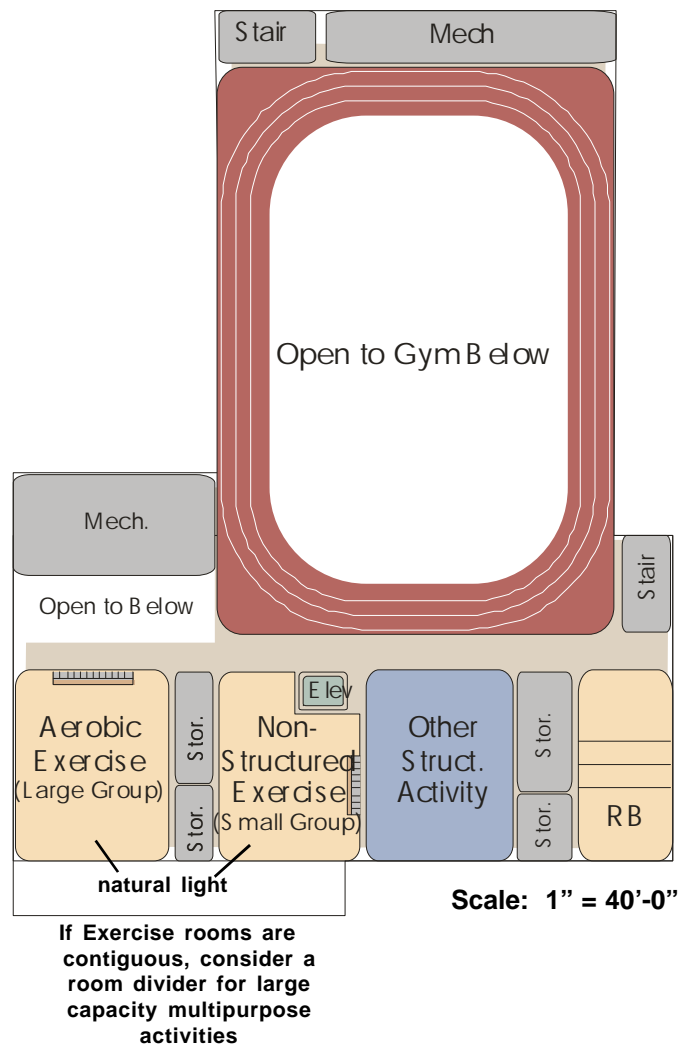 Stair
Mech
Open to Gym Below
Mech.
Open to Below
Stair
Elev
Aerobic
Exercise
(Large Group)
Stor.
Stor.
Non-
Structured
Exercise
(Small Group)
Other
Struct.
Activity
Stor.
Stor.
RB
natural light
Scale: 1” = 40’-0”
If Exercise rooms are
contiguous, consider a
room divider for large
capacity multipurpose
activities